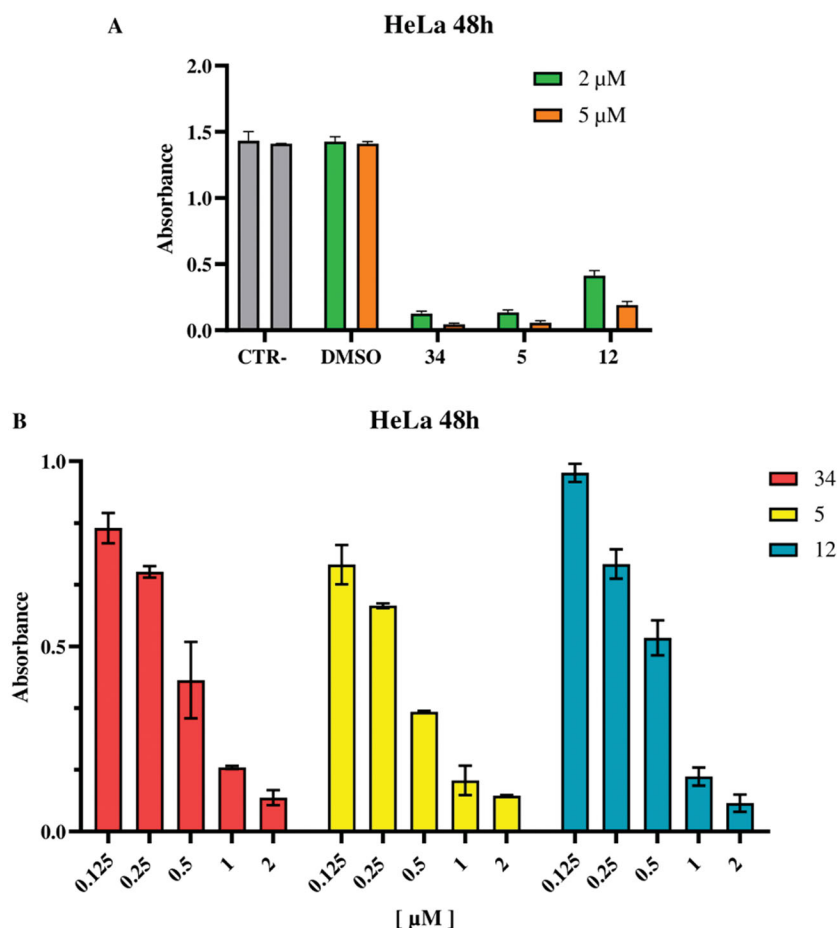 A
HeLa 48h
2 µM
5 µM
Absorbance
2.0
1.5
1.0
0.5
0.0
CTR- DMSO 34 5 12
B
HeLa 48h
34
5
12
Absorbance
1.0
0.5
0.0
0.125 0.25 0.5 1 2 0.125 0.25 0.5 1 2 0.125 0.25 0.5 1 2
[ µM ]